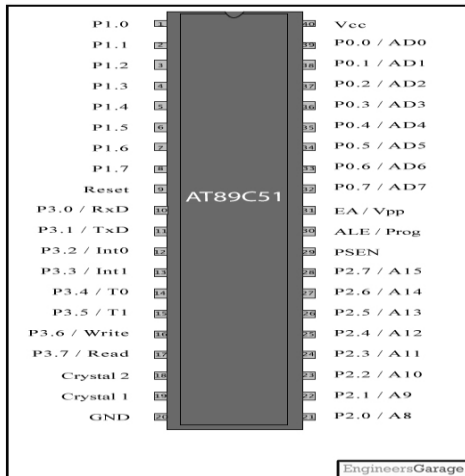 P1.0 1 40 Vcc
P1.1 2 39 P0.0 / AD0
P1.2 3 38 P0.1 / AD1
P1.3 4 37 P0.2 / AD2
P1.4 5 36 P0.3 / AD3
P1.5 6 35 P0.4 / AD4
P1.6 7 34 P0.5 / AD5
P1.7 8 33 P0.6 / AD6
Reset 9 32 P0.7 / AD7
AT89C51
P3.0 / RxD 10 31 EA / Vpp
P3.1 / TxD 11 30 ALE / Prog
P3.2 / Int0 12 29 PSEN
P3.3 / Int1 13 28 P2.7 / A15
P3.4 / T0 14 27 P2.6 / A14
P3.5 / T1 15 26 P2.5 / A13
P3.6 / Write 16 25 P2.4 / A12
P3.7 / Read 17 24 P2.3 / A11
Crystal 2 18 23 P2.2 / A10
Crystal 1 19 22 P2.1 / A9
GND 20 21 P2.0 / A8
EngineersGarage